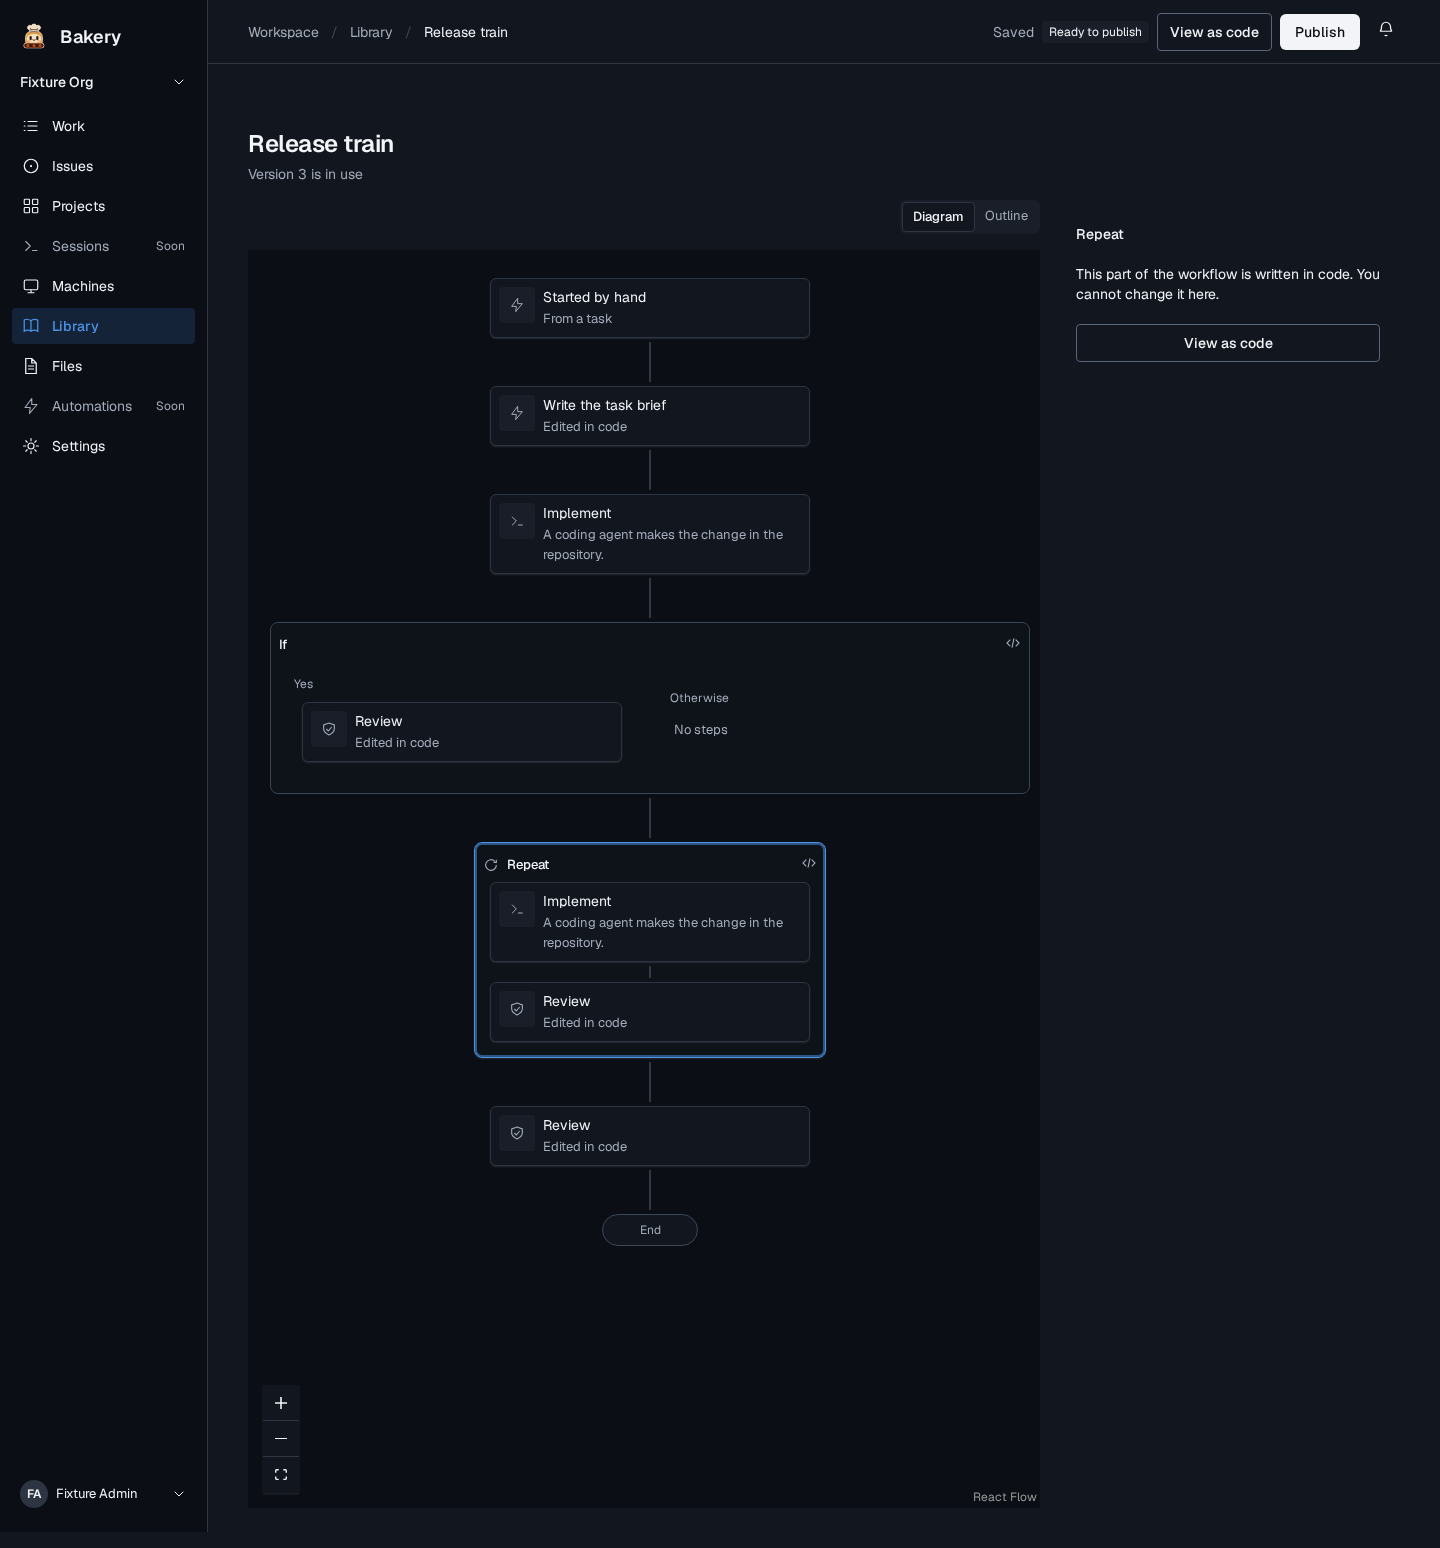 Bakery
Fixture Org
Work
Issues
Projects
Sessions Soon
Machines
Library
Files
Automations Soon
Settings
FA Fixture Admin
Workspace / Library / Release train
Saved Ready to publish View as code Publish
Release train
Version 3 is in use
Diagram Outline
Started by hand
From a task
Write the task brief
Edited in code
Implement
A coding agent makes the change in the
repository.
If
Yes
Review
Edited in code
Otherwise
No steps
Repeat
Implement
A coding agent makes the change in the
repository.
Review
Edited in code
Review
Edited in code
End
React Flow
Repeat
This part of the workflow is written in code. You
cannot change it here.
View as code